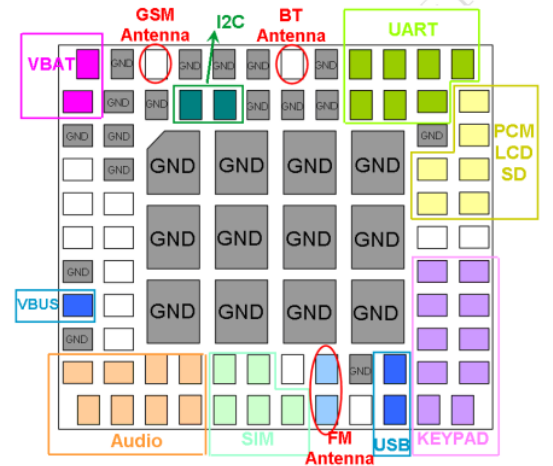 GSM
Antenna
I2C
BT
Antenna
UART
VBAT
GND GND GND GND GND
GND GND GND GND GND
GND GND GND
PCM
LCD
SD
GND
GND GND GND GND
GND GND GND GND
GND
VBUS
GND GND GND GND
GND
GND
Audio
SIM
FM
Antenna
USB
KEYPAD